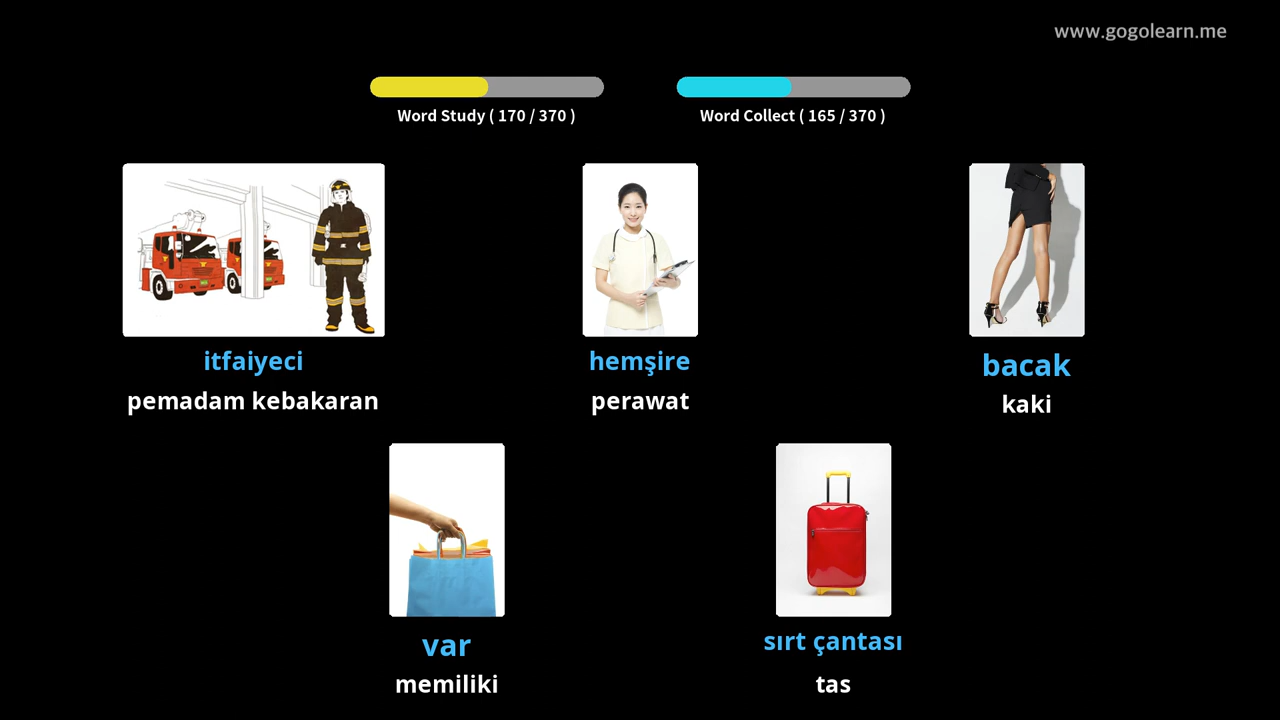 www.gogolearn.me
Word Study ( 170 / 370 )
Word Collect ( 165 / 370 )
itfaiyeci
pemadam kebakaran
hemşire
perawat
bacak
kaki
var
memiliki
sırt çantası
tas